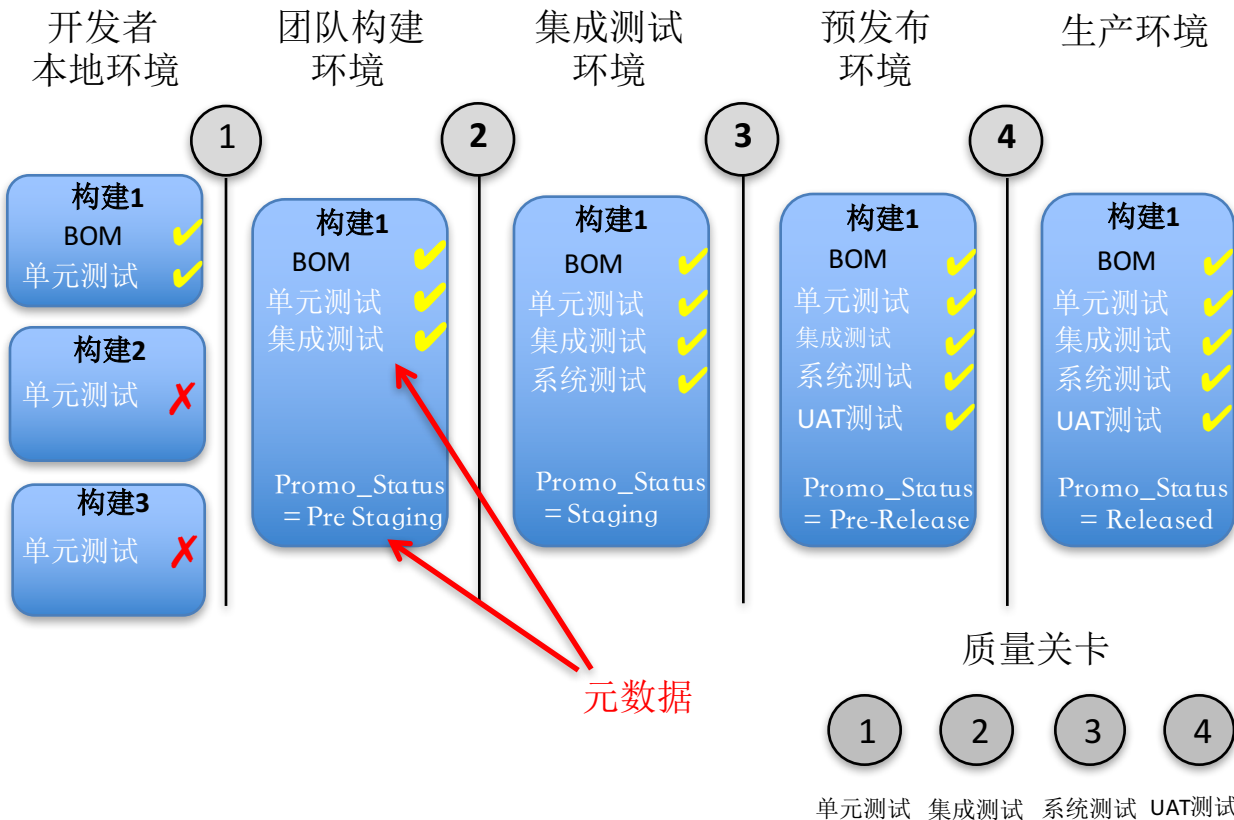 开发者
本地环境
团队构建
环境
集成测试
环境
预发布
环境
生产环境
1
2
3
4
构建1
BOM
单元测试
构建2
单元测试
构建3
单元测试
构建1
BOM
单元测试
集成测试
Promo_Status
= Pre Staging
构建1
BOM
单元测试
集成测试
系统测试
Promo_Status
= Staging
构建1
BOM
单元测试
集成测试
系统测试
UAT测试
Promo_Status
= Pre-Release
构建1
BOM
单元测试
集成测试
系统测试
UAT测试
Promo_Status
= Released
元数据
质量关卡
1
2
3
4
单元测试
集成测试
系统测试
UAT测试